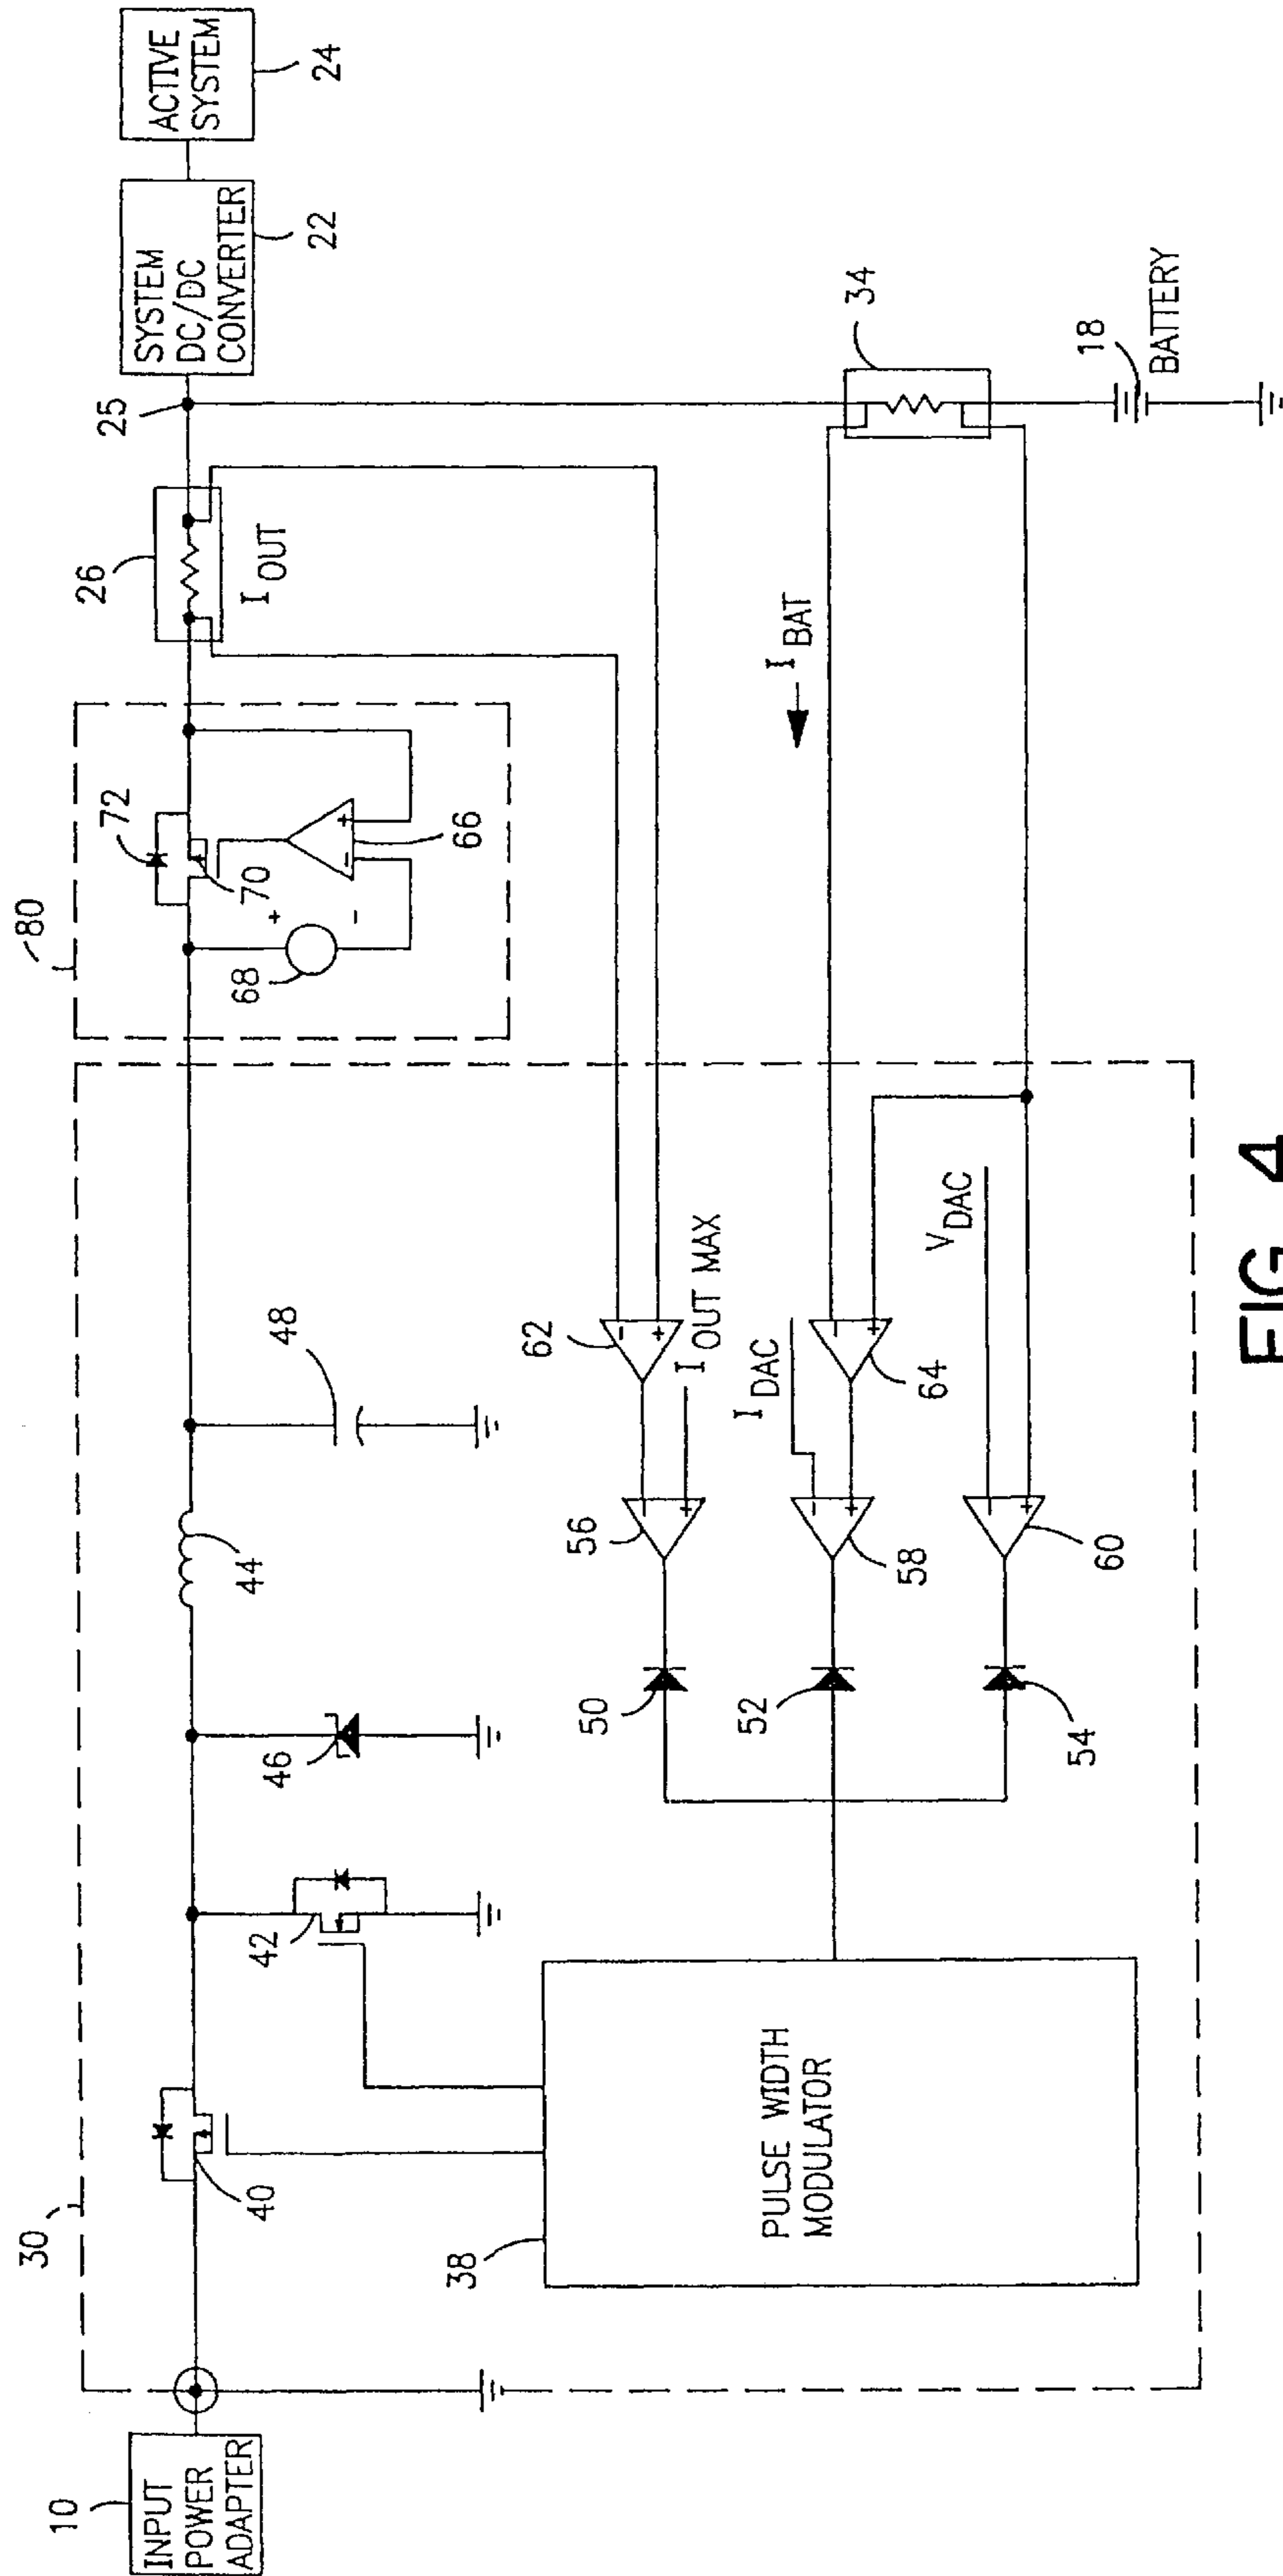 10
INPUT
POWER
ADAPTER
30
40
42
46
44
48
80
72
70
68
+
-
66
-
+
26
I OUT
25
SYSTEM
DC/DC
CONVERTER
22
ACTIVE
SYSTEM
24
38
PULSE WIDTH
MODULATOR
50
52
54
56
-
+
58
-
+
60
-
+
62
-
+
64
-
+
I OUT MAX
I DAC
V DAC
I BAT
34
18
BATTERY
FIG. 4